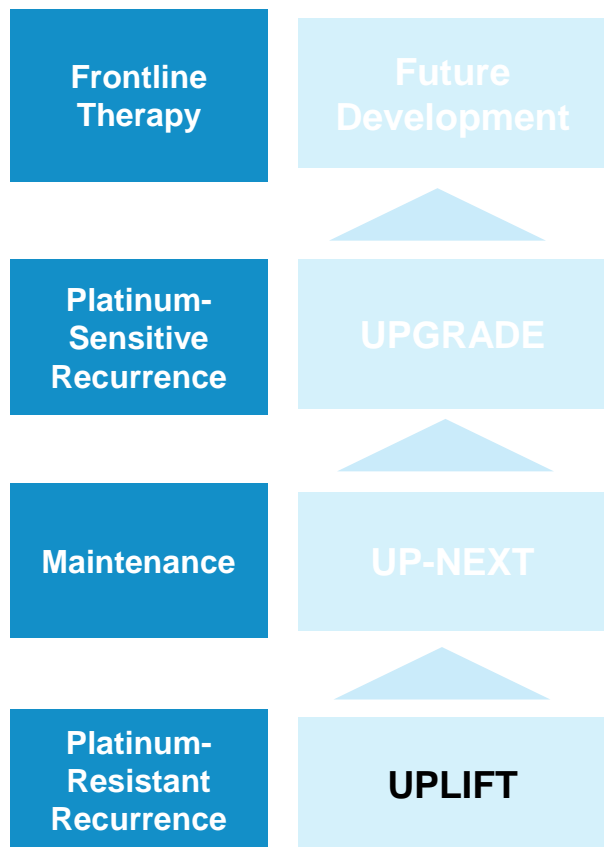 Frontline
Therapy
Future
Development
Platinum-
Sensitive
Recurrence
UPGRADE
Maintenance
UP-NEXT
Platinum-
Resistant
Recurrence
UPLIFT